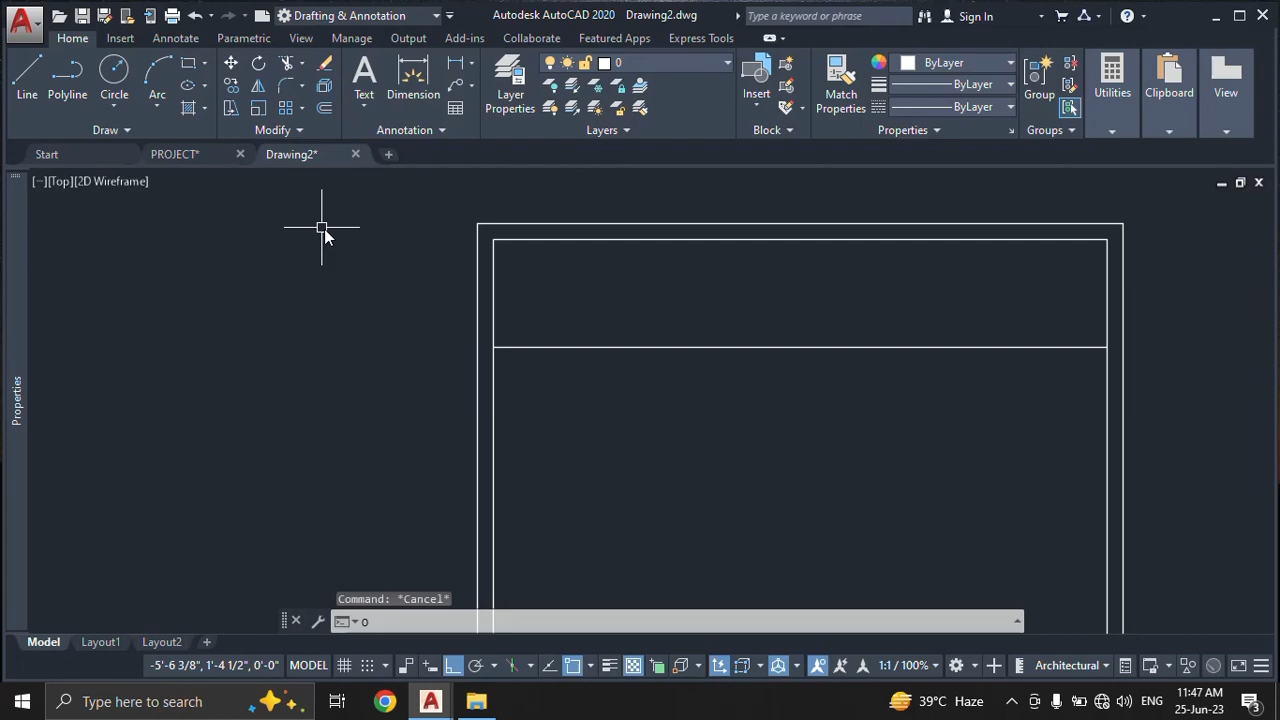 Drafting & Annotation
Autodesk AutoCAD 2020 Drawing2.dwg
Type a keyword or phrase
Sign In
Home Insert Annotate Parametric View Manage Output Add-ins Collaborate Featured Apps Express Tools
Line Polyline Circle Arc
Text Dimension
Layer
Properties
0
Insert
Match
Properties
ByLayer
ByLayer
ByLayer
Group
Utilities
Clipboard
View
Draw Modify Annotation Layers Block Properties Groups
Start PROJECT* Drawing2*
[−][Top][2D Wireframe]
Properties
Command: *Cancel*
O
Model Layout1 Layout2
-5'-6 3/8", 1'-4 1/2", 0'-0" MODEL 1:1 / 100% Architectural
Type here to search
39°C Haze
ENG
11:47 AM
25-Jun-23
3